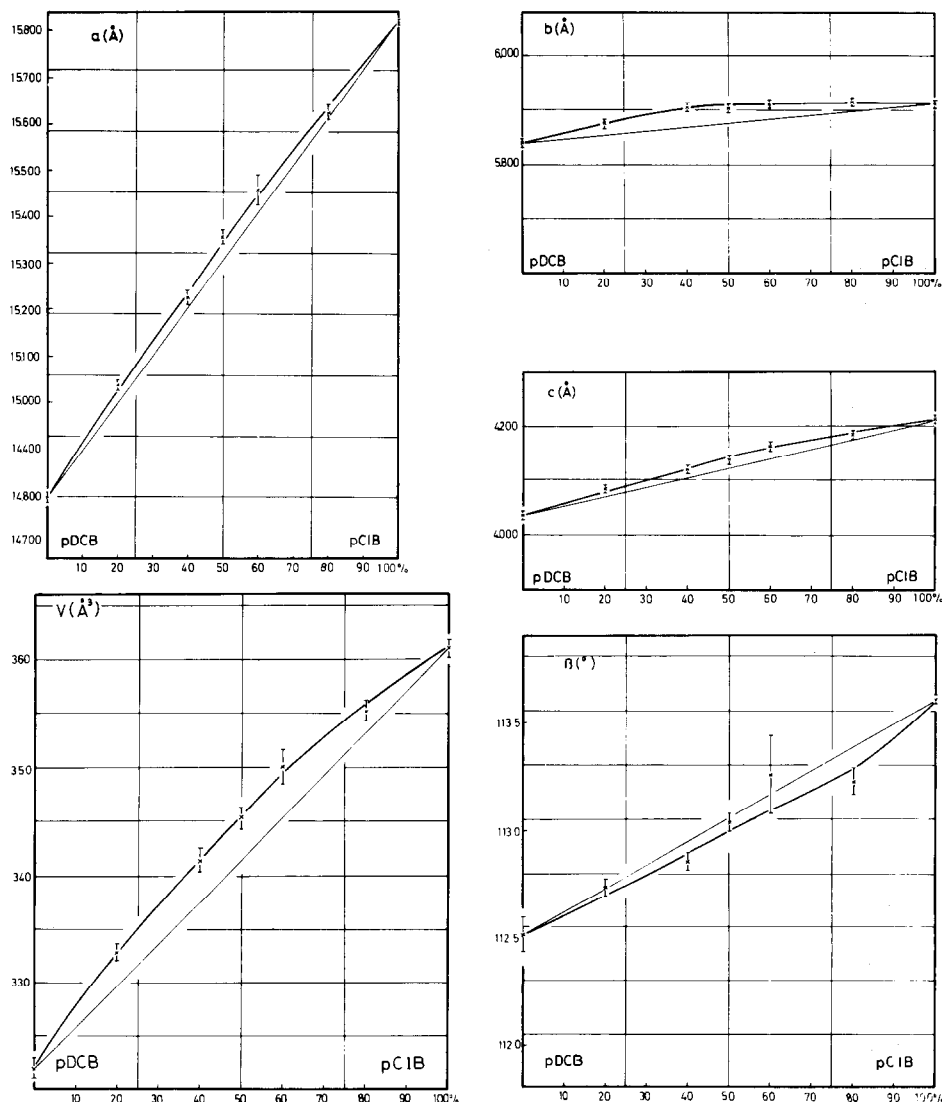 a(Å)
15800
15700
15600
15500
15400
15300
15200
15100
15000
14400
14800
14700
pDCB
pClB
10 20 30 40 50 60 70 80 90 100%
b(Å)
6,000
5,800
pDCB
pClB
10 20 30 40 50 60 70 80 90 100%
c(Å)
4200
4000
pDCB
pClB
10 20 30 40 50 60 70 80 90 100%
V(Å³)
360
350
340
330
pDCB
pClB
10 20 30 40 50 60 70 80 90 100%
β(°)
113.5
113.0
112.5
112.0
pDCB
pClB
10 20 30 40 50 60 70 80 90 100%